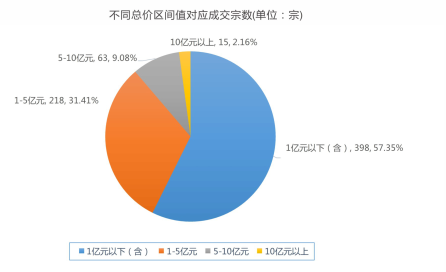 不同总价区间值对应成交宗数(单位：宗)
10亿元以上, 15, 2.16%
5-10亿元, 63, 9.08%
1-5亿元, 218, 31.41%
1亿元以下（含）, 398, 57.35%
1亿元以下（含） 1-5亿元 5-10亿元 10亿元以上